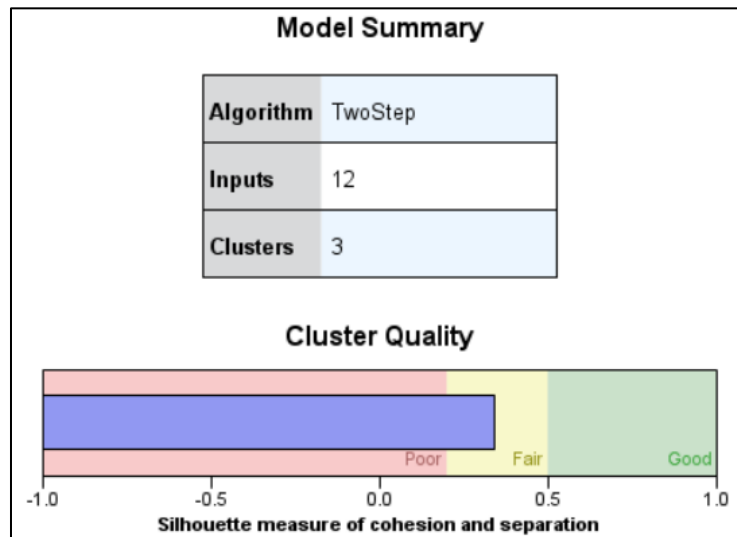 Model Summary
Algorithm TwoStep
Inputs 12
Clusters 3
Cluster Quality
Poor Fair Good
-1.0 -0.5 0.0 0.5 1.0
Silhouette measure of cohesion and separation